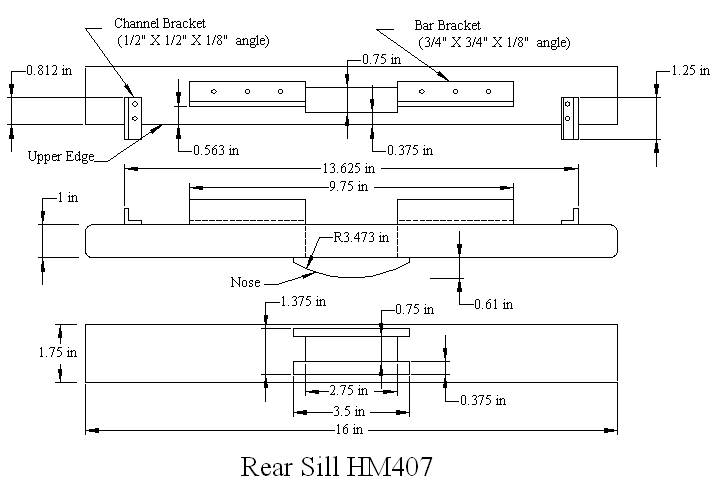 Channel Bracket
(1/2" X 1/2" X 1/8" angle)
Bar Bracket
(3/4" X 3/4" X 1/8" angle)
0.812 in
0.75 in
1.25 in
Upper Edge
0.563 in
0.375 in
13.625 in
9.75 in
1 in
R3.473 in
Nose
0.61 in
1.375 in
0.75 in
1.75 in
2.75 in
0.375 in
3.5 in
16 in
Rear Sill HM407